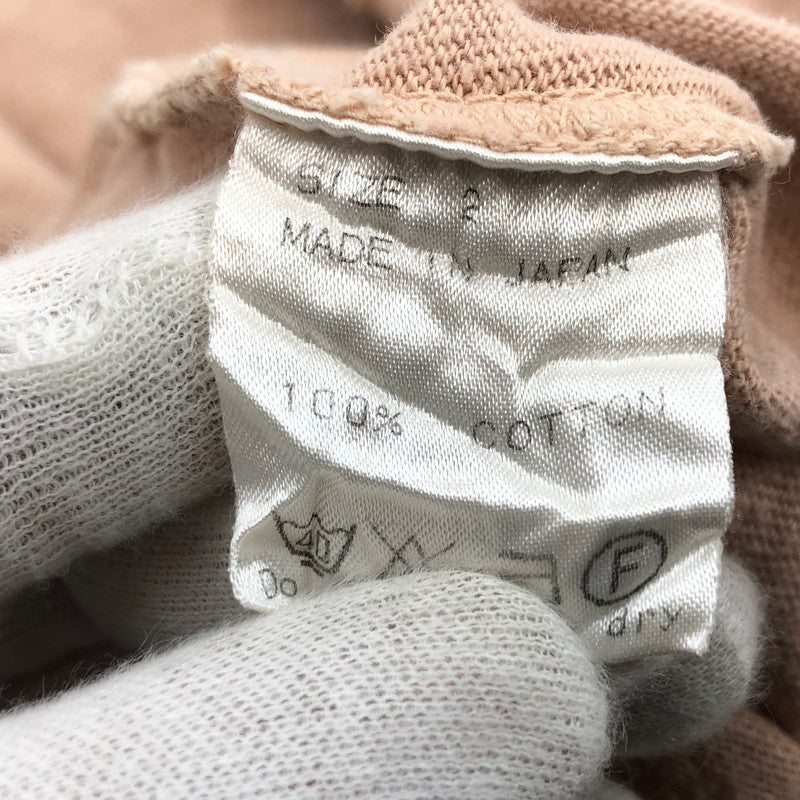 SIZE 2
MADE IN JAPAN
100% COTTON
40 F
Do dry